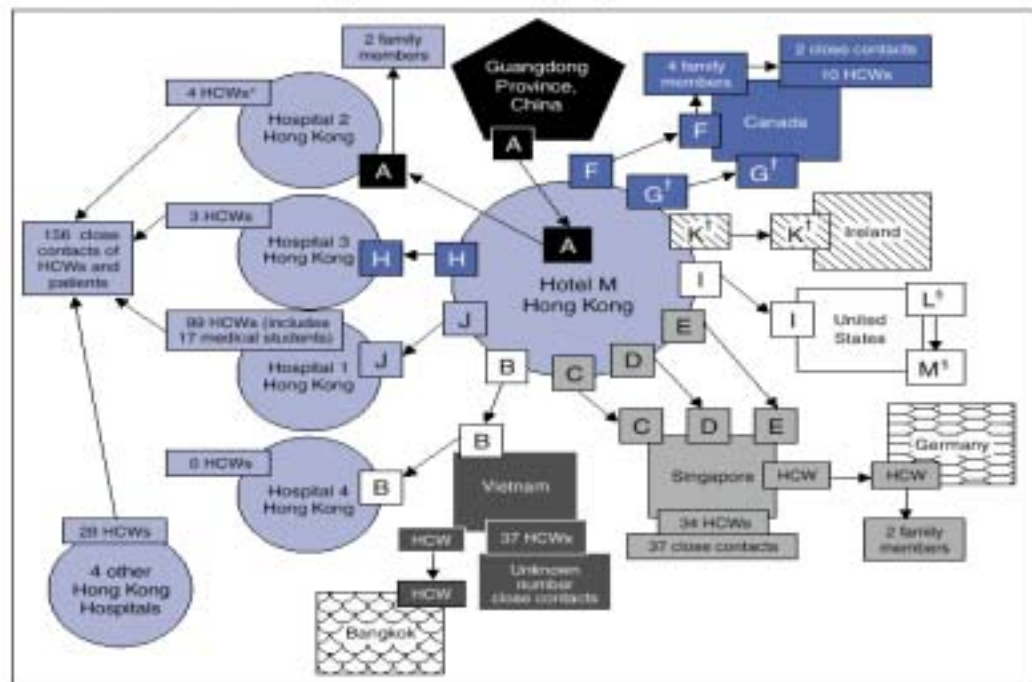 2 family
members
Guangdong
Province,
China
2 close contacts
10 HCWs
4 family
members
Canada
4 HCWs*
Hospital 2
Hong Kong
A
A
F
F
G†
G†
156 close
contacts of
HCWs and
patients
3 HCWs
Hospital 3
Hong Kong
H
H
A
Hotel M
Hong Kong
K†
K†
Ireland
I
I
United
States
L§
M§
99 HCWs (includes
17 medical students)
Hospital 1
Hong Kong
J
J
B
C
D
E
B
C
D
E
0 HCWs
Hospital 4
Hong Kong
B
Vietnam
Singapore
HCW
HCW
Germany
2 family
members
34 HCWs
37 close contacts
28 HCWs
4 other
Hong Kong
Hospitals
HCW
37 HCWs
HCW
Bangkok
Unknown
number
close contacts